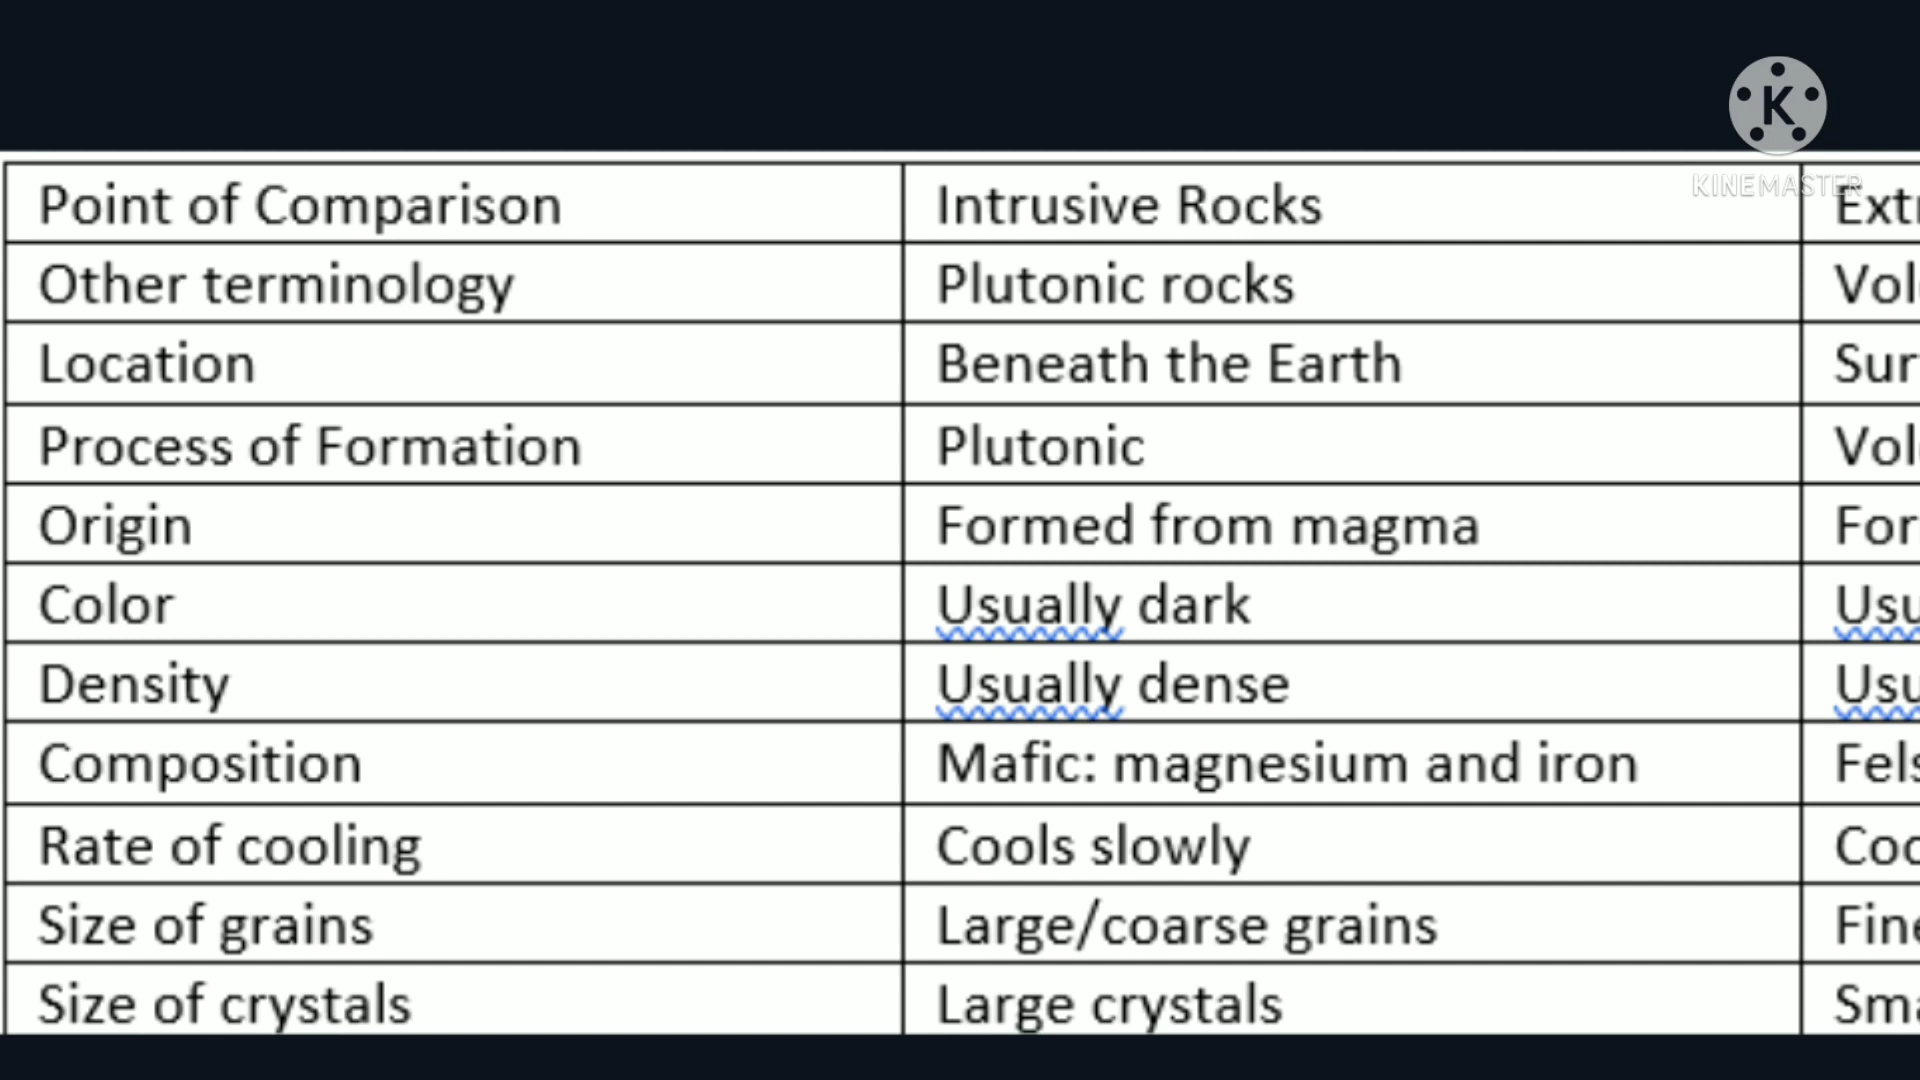 K
KINEMASTER
Point of Comparison Intrusive Rocks
Other terminology Plutonic rocks
Location Beneath the Earth
Process of Formation Plutonic
Origin Formed from magma
Color Usually dark
Density Usually dense
Composition Mafic: magnesium and iron
Rate of cooling Cools slowly
Size of grains Large/coarse grains
Size of crystals Large crystals